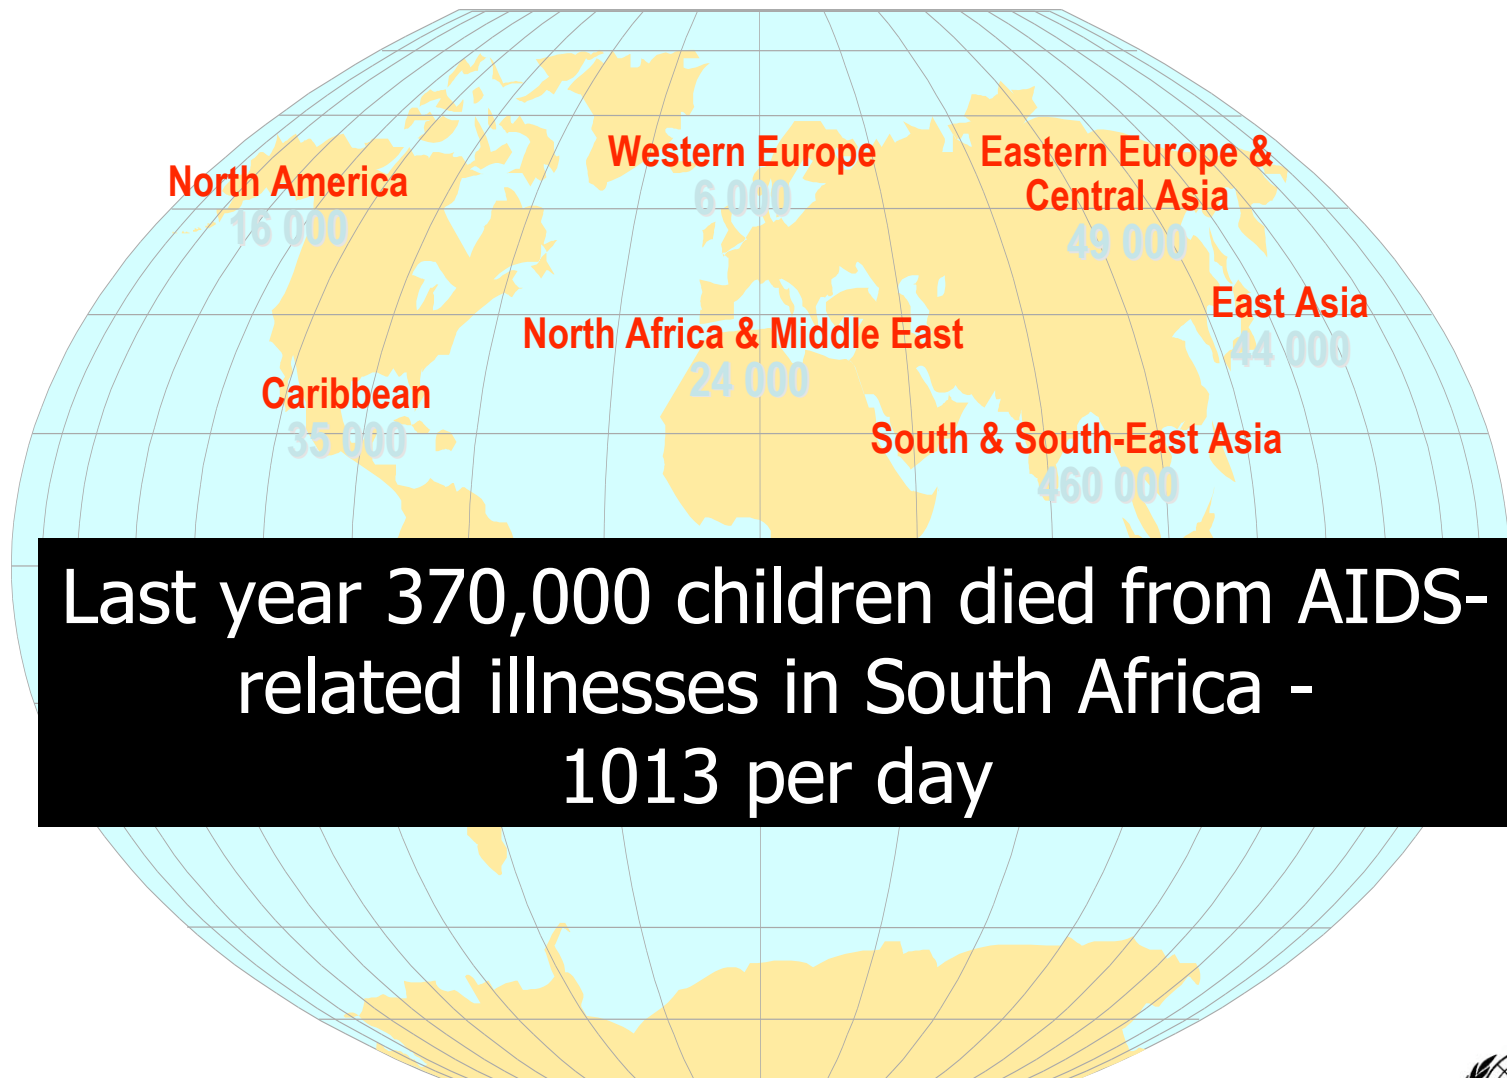 North America
16 000
Western Europe
6 000
Eastern Europe &
Central Asia
49 000
East Asia
44 000
North Africa & Middle East
24 000
Caribbean
35 000
South & South-East Asia
460 000
Last year 370,000 children died from AIDS-
related illnesses in South Africa -
1013 per day